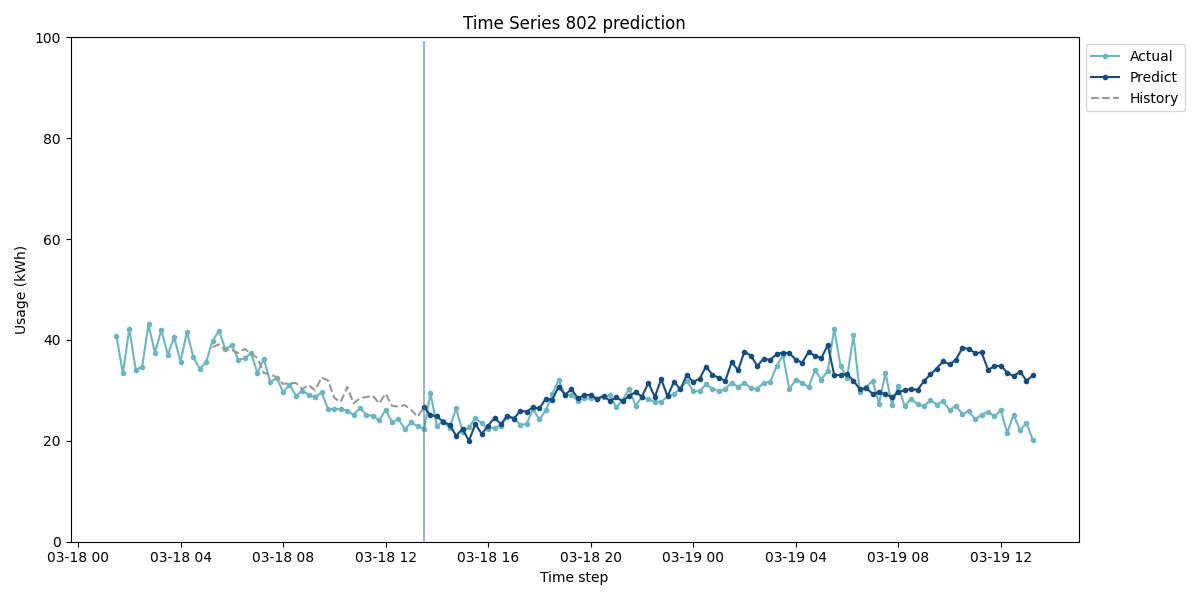 Time Series 802 prediction
Usage (kWh)
100
80
60
40
20
0
03-18 00
03-18 04
03-18 08
03-18 12
03-18 16
03-18 20
03-19 00
03-19 04
03-19 08
03-19 12
Time step
Actual
Predict
History